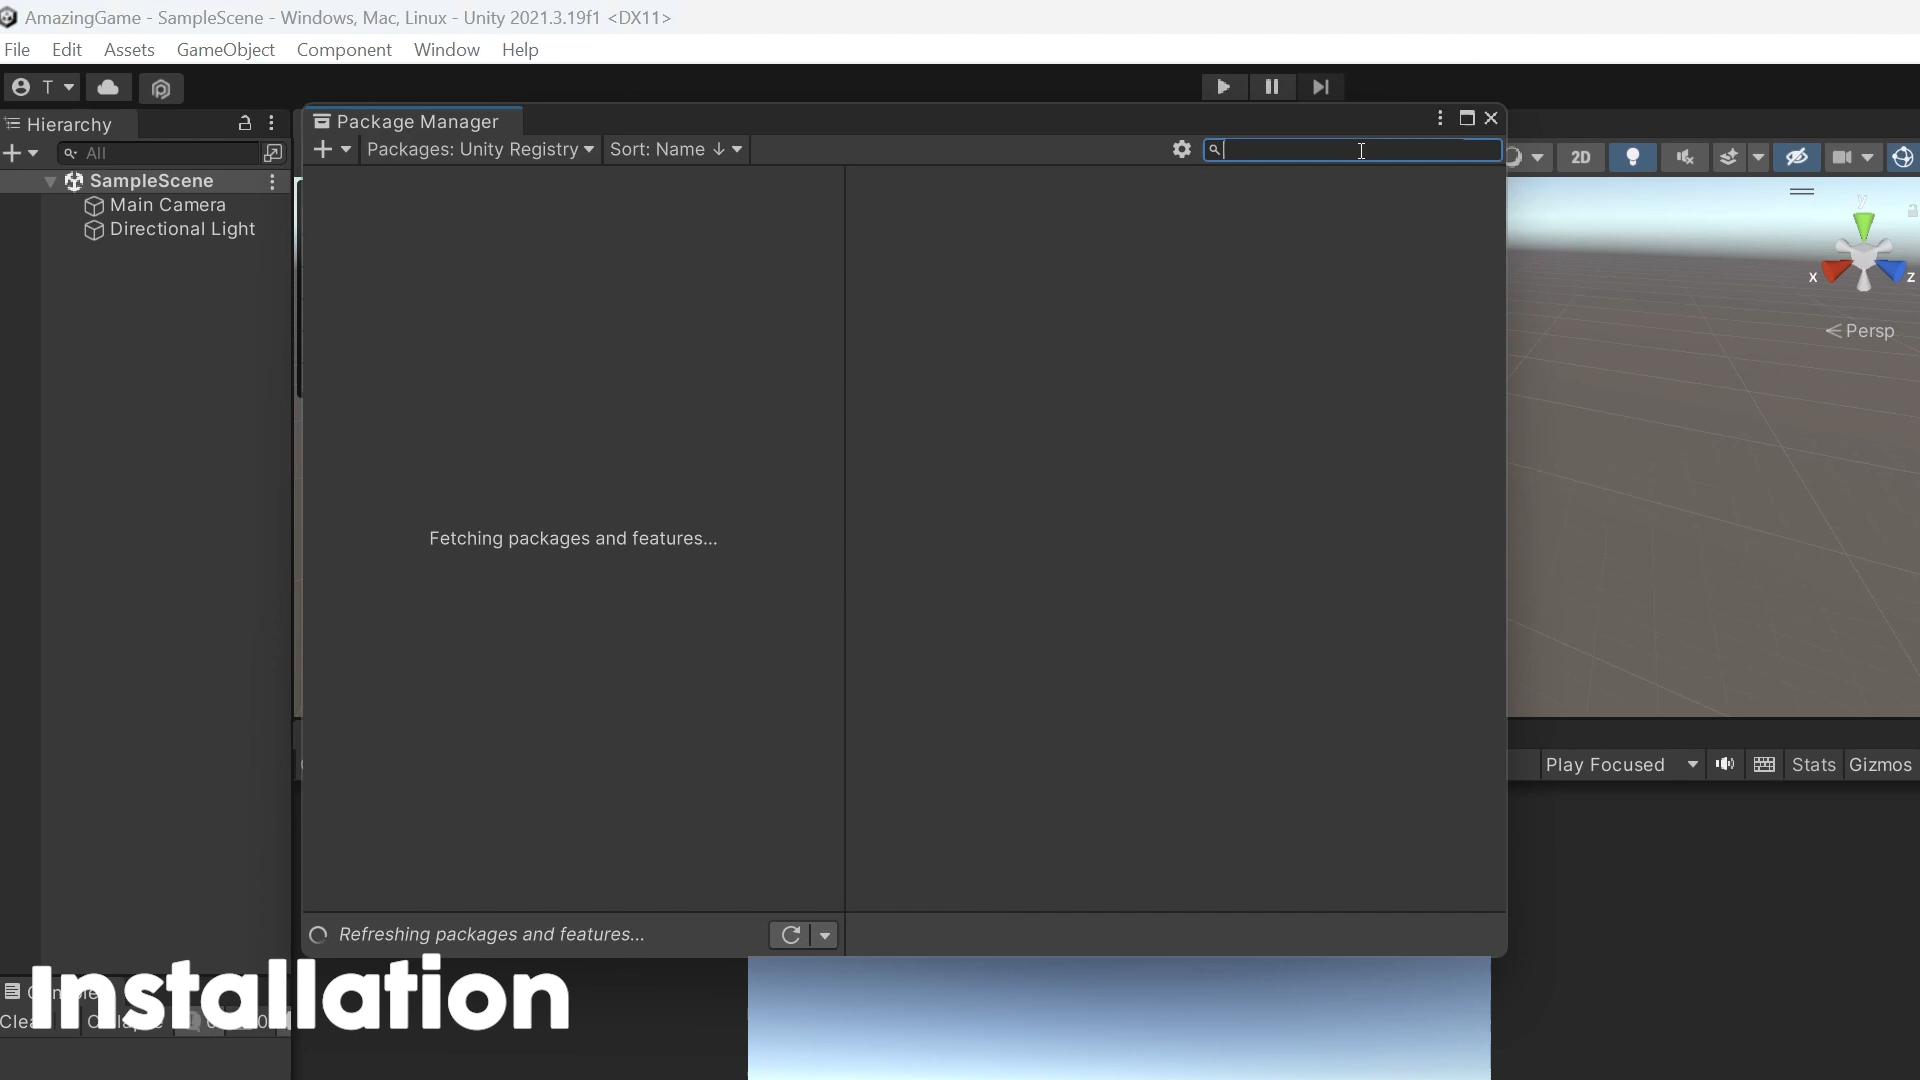 AmazingGame - SampleScene - Windows, Mac, Linux - Unity 2021.3.19f1 <DX11>
File Edit Assets GameObject Component Window Help
T
Hierarchy
All
SampleScene
Main Camera
Directional Light
Package Manager
Packages: Unity Registry Sort: Name ↓
Fetching packages and features...
Refreshing packages and features...
2D
y
x z
Persp
Play Focused Stats Gizmos
Installation